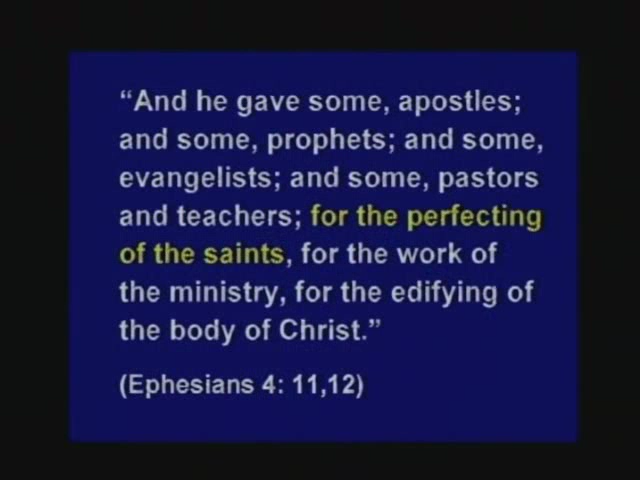 “And he gave some, apostles;
and some, prophets; and some,
evangelists; and some, pastors
and teachers; for the perfecting
of the saints, for the work of
the ministry, for the edifying of
the body of Christ.”
(Ephesians 4: 11,12)